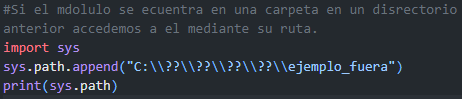 #Si el mdolulo se ecuentra en una carpeta en un disrectorio
anterior accedemos a el mediante su ruta.
import sys
sys.path.append("C:\\??\\??\\??\\??\\ejemplo_fuera")
print(sys.path)